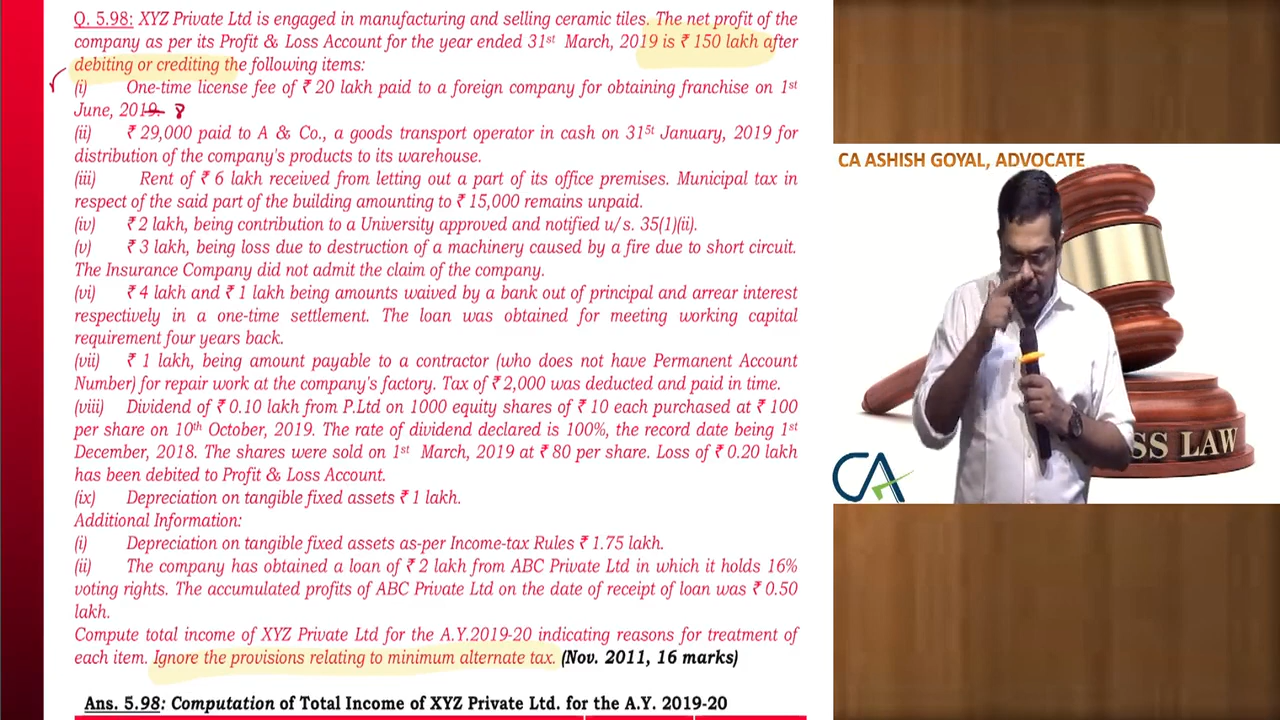 Q. 5.98: XYZ Private Ltd is engaged in manufacturing and selling ceramic tiles. The net profit of the
company as per its Profit & Loss Account for the year ended 31st March, 2019 is ₹ 150 lakh after
debiting or crediting the following items:
(i) One-time license fee of ₹ 20 lakh paid to a foreign company for obtaining franchise on 1st
June, 2019. 8
(ii) ₹ 29,000 paid to A & Co., a goods transport operator in cash on 31st January, 2019 for
distribution of the company's products to its warehouse.
(iii) Rent of ₹ 6 lakh received from letting out a part of its office premises. Municipal tax in
respect of the said part of the building amounting to ₹ 15,000 remains unpaid.
(iv) ₹ 2 lakh, being contribution to a University approved and notified u/s. 35(1)(ii).
(v) ₹ 3 lakh, being loss due to destruction of a machinery caused by a fire due to short circuit.
The Insurance Company did not admit the claim of the company.
(vi) ₹ 4 lakh and ₹ 1 lakh being amounts waived by a bank out of principal and arrear interest
respectively in a one-time settlement. The loan was obtained for meeting working capital
requirement four years back.
(vii) ₹ 1 lakh, being amount payable to a contractor (who does not have Permanent Account
Number) for repair work at the company's factory. Tax of ₹ 2,000 was deducted and paid in time.
(viii) Dividend of ₹ 0.10 lakh from P.Ltd on 1000 equity shares of ₹ 10 each purchased at ₹ 100
per share on 10th October, 2019. The rate of dividend declared is 100%, the record date being 1st
December, 2018. The shares were sold on 1st March, 2019 at ₹ 80 per share. Loss of ₹ 0.20 lakh
has been debited to Profit & Loss Account.
(ix) Depreciation on tangible fixed assets ₹ 1 lakh.
Additional Information:
(i) Depreciation on tangible fixed assets as-per Income-tax Rules ₹ 1.75 lakh.
(ii) The company has obtained a loan of ₹ 2 lakh from ABC Private Ltd in which it holds 16%
voting rights. The accumulated profits of ABC Private Ltd on the date of receipt of loan was ₹ 0.50
lakh.
Compute total income of XYZ Private Ltd for the A.Y.2019-20 indicating reasons for treatment of
each item. Ignore the provisions relating to minimum alternate tax. (Nov. 2011, 16 marks)
Ans. 5.98: Computation of Total Income of XYZ Private Ltd. for the A.Y. 2019-20
CA ASHISH GOYAL, ADVOCATE
SS LAW
CA